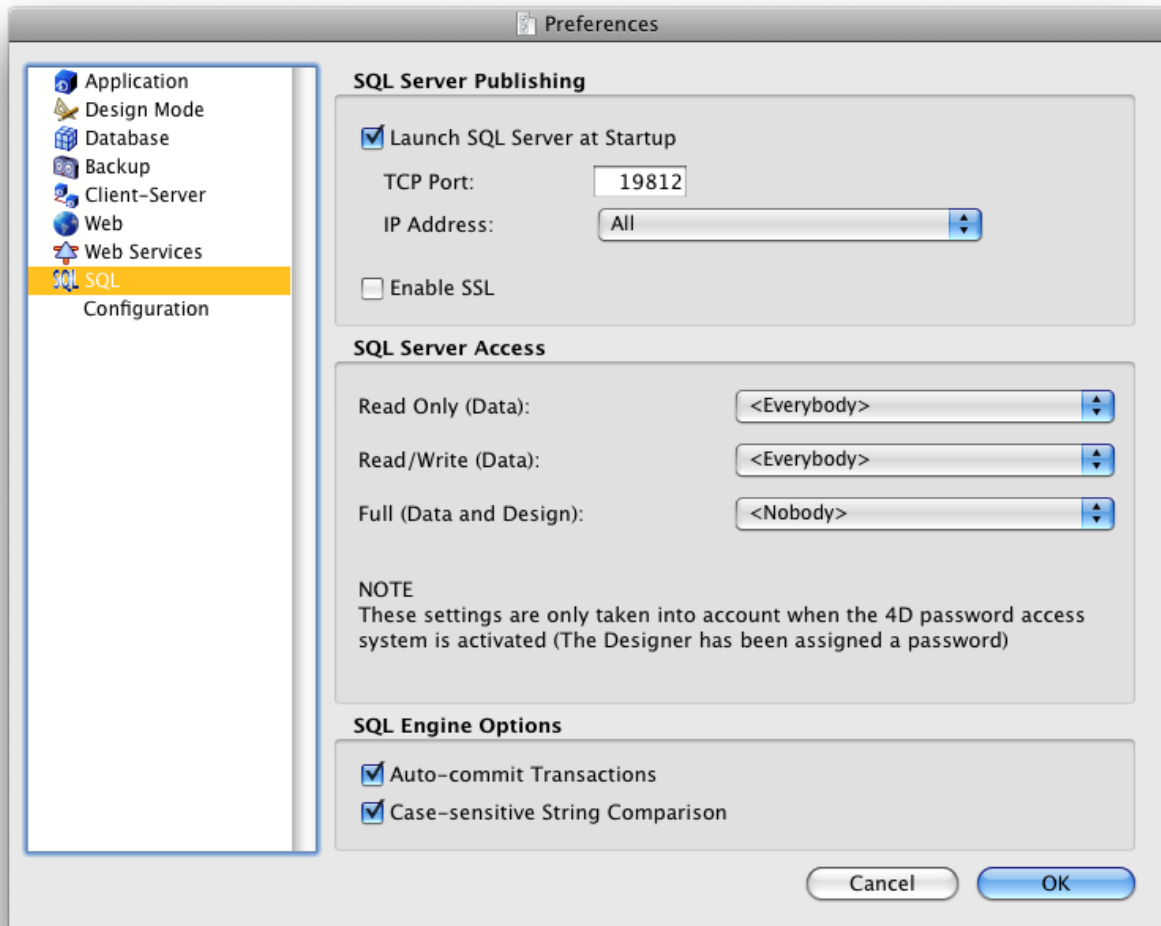 Preferences
Application
Design Mode
Database
Backup
Client-Server
Web
Web Services
SQL SQL
Configuration
SQL Server Publishing
Launch SQL Server at Startup
TCP Port: 19812
IP Address: All
Enable SSL
SQL Server Access
Read Only (Data): <Everybody>
Read/Write (Data): <Everybody>
Full (Data and Design): <Nobody>
NOTE
These settings are only taken into account when the 4D password access
system is activated (The Designer has been assigned a password)
SQL Engine Options
Auto-commit Transactions
Case-sensitive String Comparison
Cancel OK